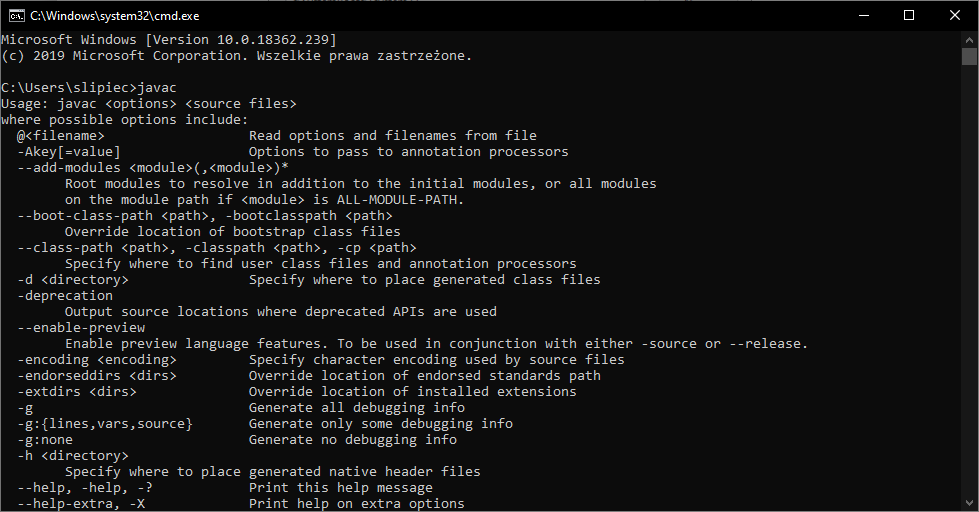 C:\Windows\system32\cmd.exe
Microsoft Windows [Version 10.0.18362.239]
(c) 2019 Microsoft Corporation. Wszelkie prawa zastrzeżone.
C:\Users\slipiec>javac
Usage: javac <options> <source files>
where possible options include:
  @<filename>                  Read options and filenames from file
  -Akey[=value]                Options to pass to annotation processors
  --add-modules <module>(,<module>)*
        Root modules to resolve in addition to the initial modules, or all modules
        on the module path if <module> is ALL-MODULE-PATH.
  --boot-class-path <path>, -bootclasspath <path>
        Override location of bootstrap class files
  --class-path <path>, -classpath <path>, -cp <path>
        Specify where to find user class files and annotation processors
  -d <directory>               Specify where to place generated class files
  -deprecation
        Output source locations where deprecated APIs are used
  --enable-preview
        Enable preview language features. To be used in conjunction with either -source or --release.
  -encoding <encoding>         Specify character encoding used by source files
  -endorseddirs <dirs>         Override location of endorsed standards path
  -extdirs <dirs>              Override location of installed extensions
  -g                           Generate all debugging info
  -g:{lines,vars,source}       Generate only some debugging info
  -g:none                      Generate no debugging info
  -h <directory>
        Specify where to place generated native header files
  --help, -help, -?            Print this help message
  --help-extra, -X             Print help on extra options